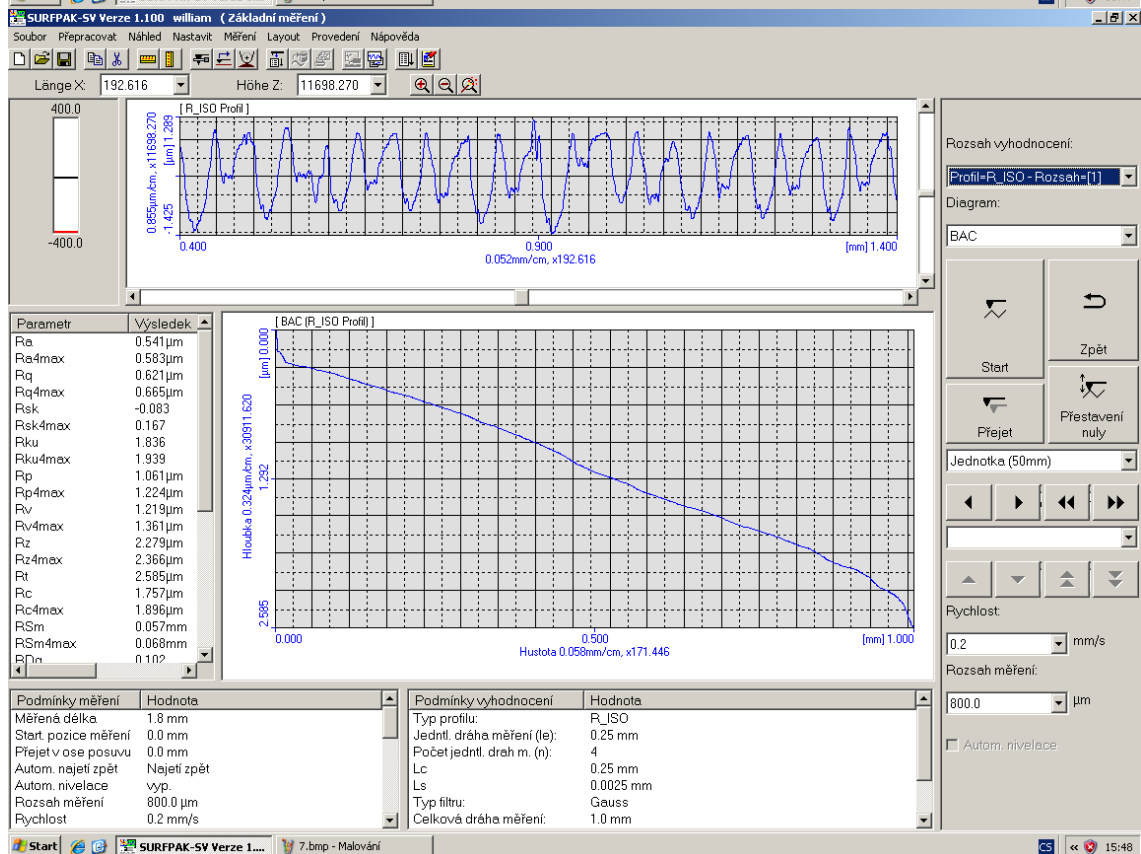 SURFPAK-SV Verze 1.100 william ( Základní měření )
Soubor Přepracovat Náhled Nastavit Měření Layout Provedení Nápověda
Länge X: 192.616 Höhe Z: 11698.270
400.0
-400.0
[ R_ISO Profil ]
0.855µm/cm, x11698.270
-1.425 [µm] 1.289
0.400 0.900 [mm] 1.400
0.052mm/cm, x192.616
Parametr Výsledek
Ra 0.541µm
Ra4max 0.583µm
Rq 0.621µm
Rq4max 0.665µm
Rsk -0.083
Rsk4max 0.167
Rku 1.836
Rku4max 1.939
Rp 1.061µm
Rp4max 1.224µm
Rv 1.219µm
Rv4max 1.361µm
Rz 2.279µm
Rz4max 2.366µm
Rt 2.585µm
Rc 1.757µm
Rc4max 1.896µm
RSm 0.057mm
RSm4max 0.068mm
RDq 0.102
[ BAC (R_ISO Profil) ]
Hloubka 0.324µm/cm, x30911.620
2.585 1.292 [µm] 0.000
0.000 0.500 [mm] 1.000
Hustota 0.058mm/cm, x171.446
Rozsah vyhodnocení:
Profil=R_ISO - Rozsah=[1]
Diagram:
BAC
Start
Zpět
Přejet
Přestavení
nuly
Jednotka (50mm)
Rychlost:
0.2 mm/s
Rozsah měření:
800.0 µm
Autom. nivelace
Podmínky měření Hodnota
Měřená délka 1.8 mm
Start. pozice měření 0.0 mm
Přejet v ose posuvu 0.0 mm
Autom. najetí zpět Najetí zpět
Autom. nivelace vyp.
Rozsah měření 800.0 µm
Rychlost 0.2 mm/s
Podmínky vyhodnocení Hodnota
Typ profilu: R_ISO
Jedntl. dráha měření (le): 0.25 mm
Počet jedntl. drah m. (n): 4
Lc 0.25 mm
Ls 0.0025 mm
Typ filtru: Gauss
Celková dráha měření: 1.0 mm
Start SURFPAK-SV Verze 1.... 7.bmp - Malování CS « 15:48